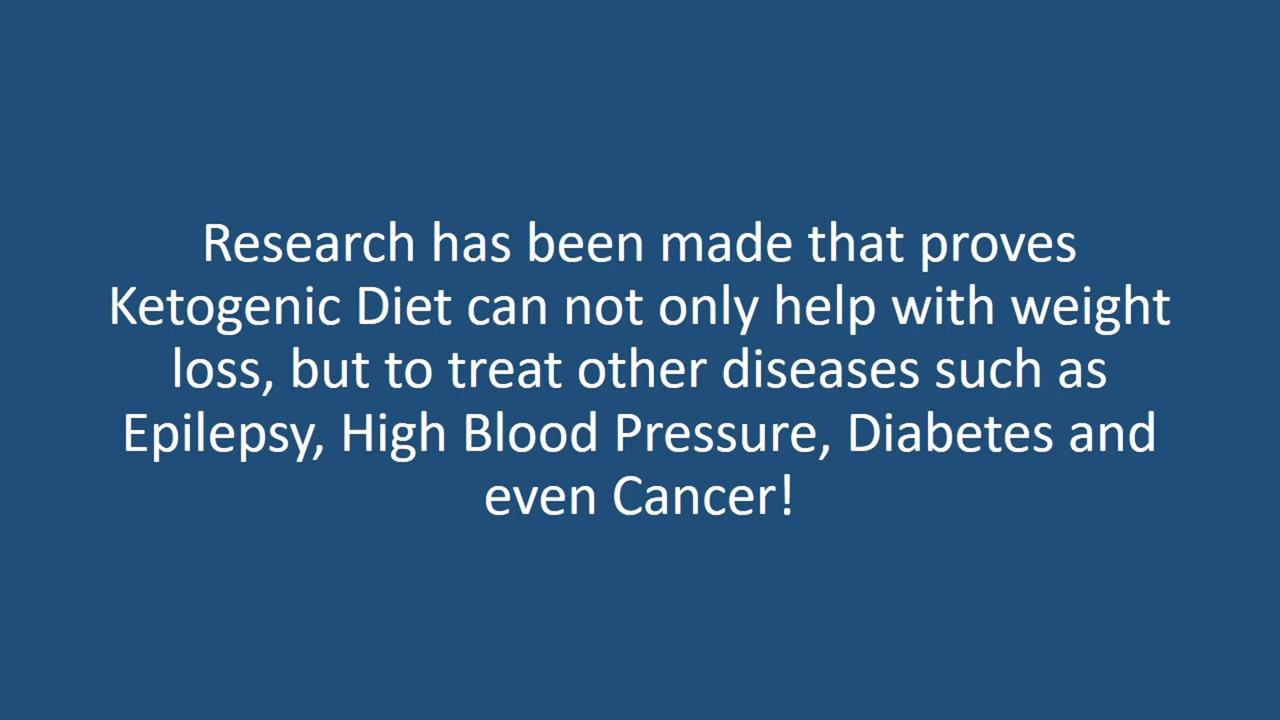 Research has been made that proves
Ketogenic Diet can not only help with weight
loss, but to treat other diseases such as
Epilepsy, High Blood Pressure, Diabetes and
even Cancer!